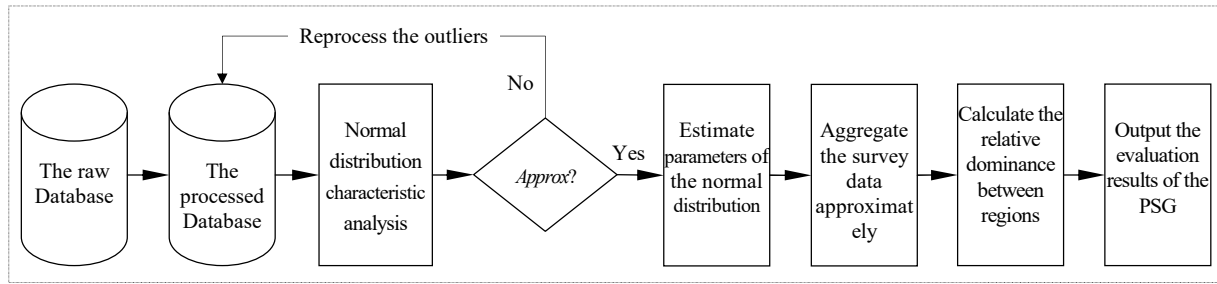 Reprocess the outliers
No
The raw
Database
The
processed
Database
Normal
distribution
characteristic
analysis
Approx?
Yes
Estimate
parameters of
the normal
distribution
Aggregate
the survey
data
approximat
ely
Calculate the
relative
dominance
between
regions
Output the
evaluation
results of the
PSG